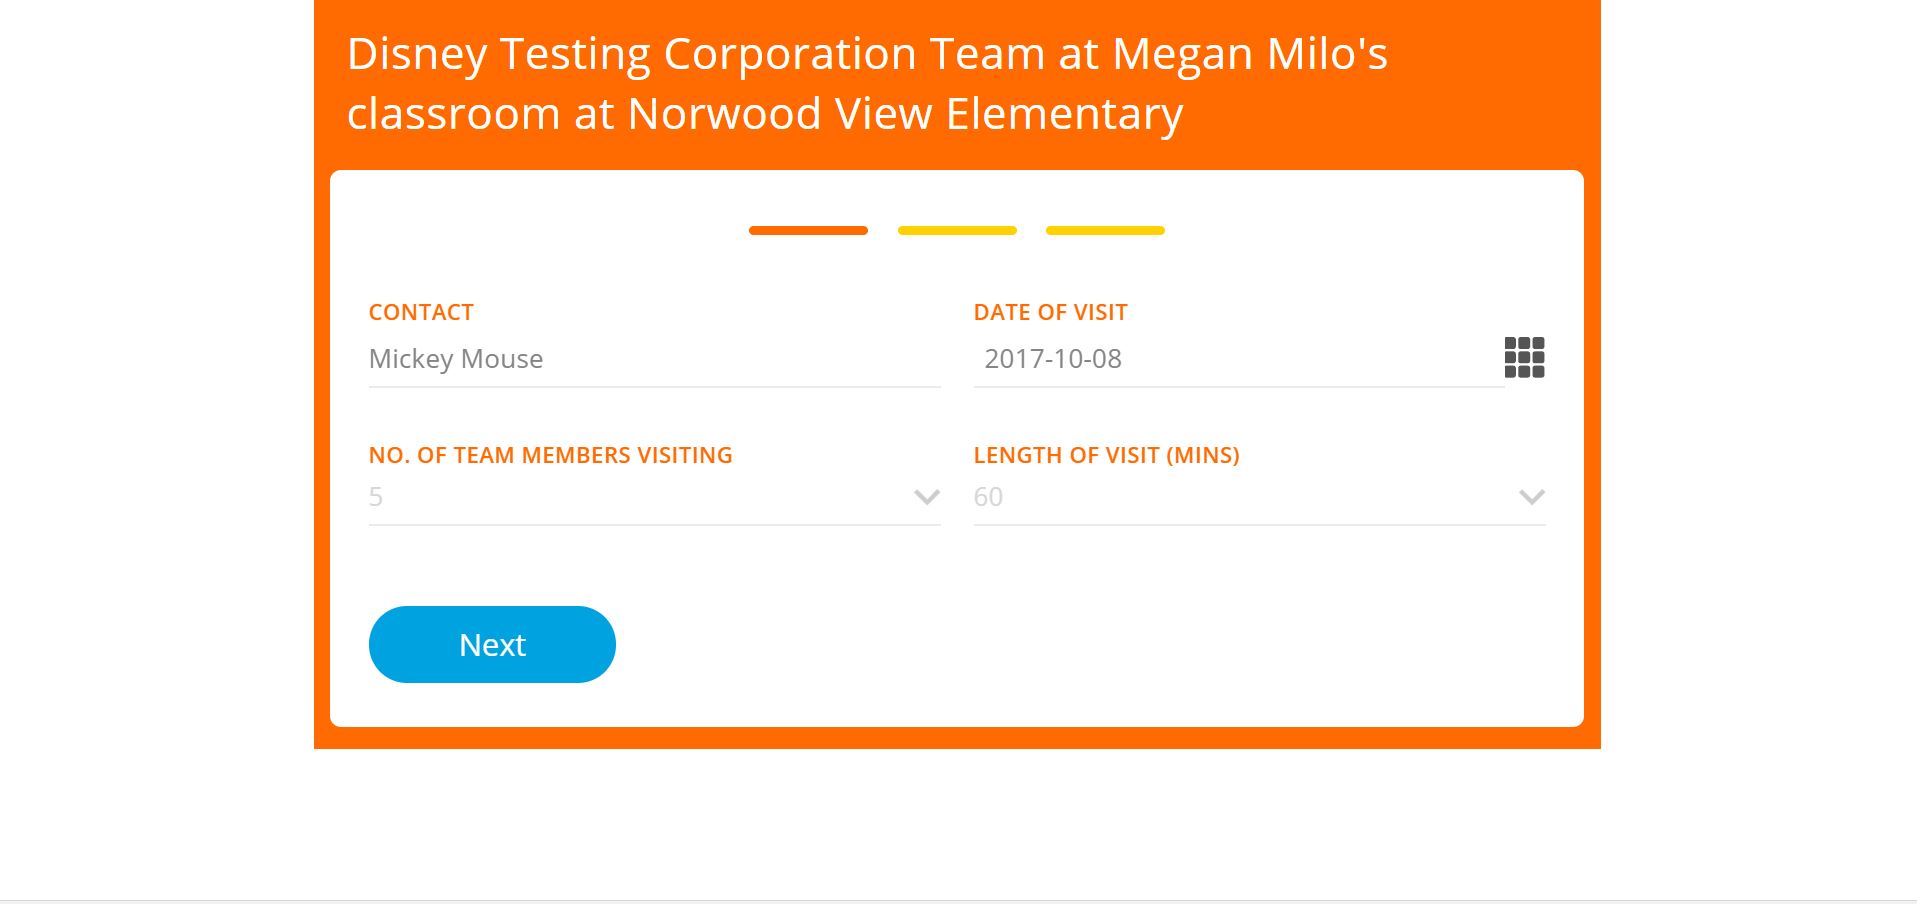 Disney Testing Corporation Team at Megan Milo's
classroom at Norwood View Elementary
CONTACT
Mickey Mouse
DATE OF VISIT
2017-10-08
NO. OF TEAM MEMBERS VISITING
5
LENGTH OF VISIT (MINS)
60
Next